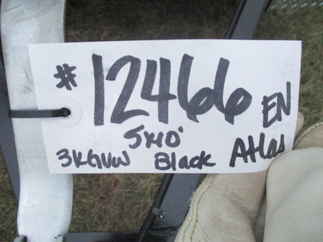 #12466 EN
5x10'
3KGVW Black Atlas